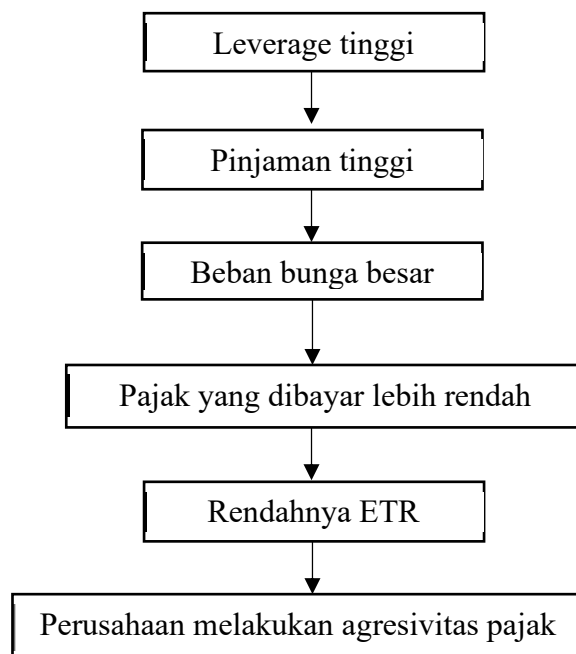 Leverage tinggi
Pinjaman tinggi
Beban bunga besar
Pajak yang dibayar lebih rendah
Rendahnya ETR
Perusahaan melakukan agresivitas pajak